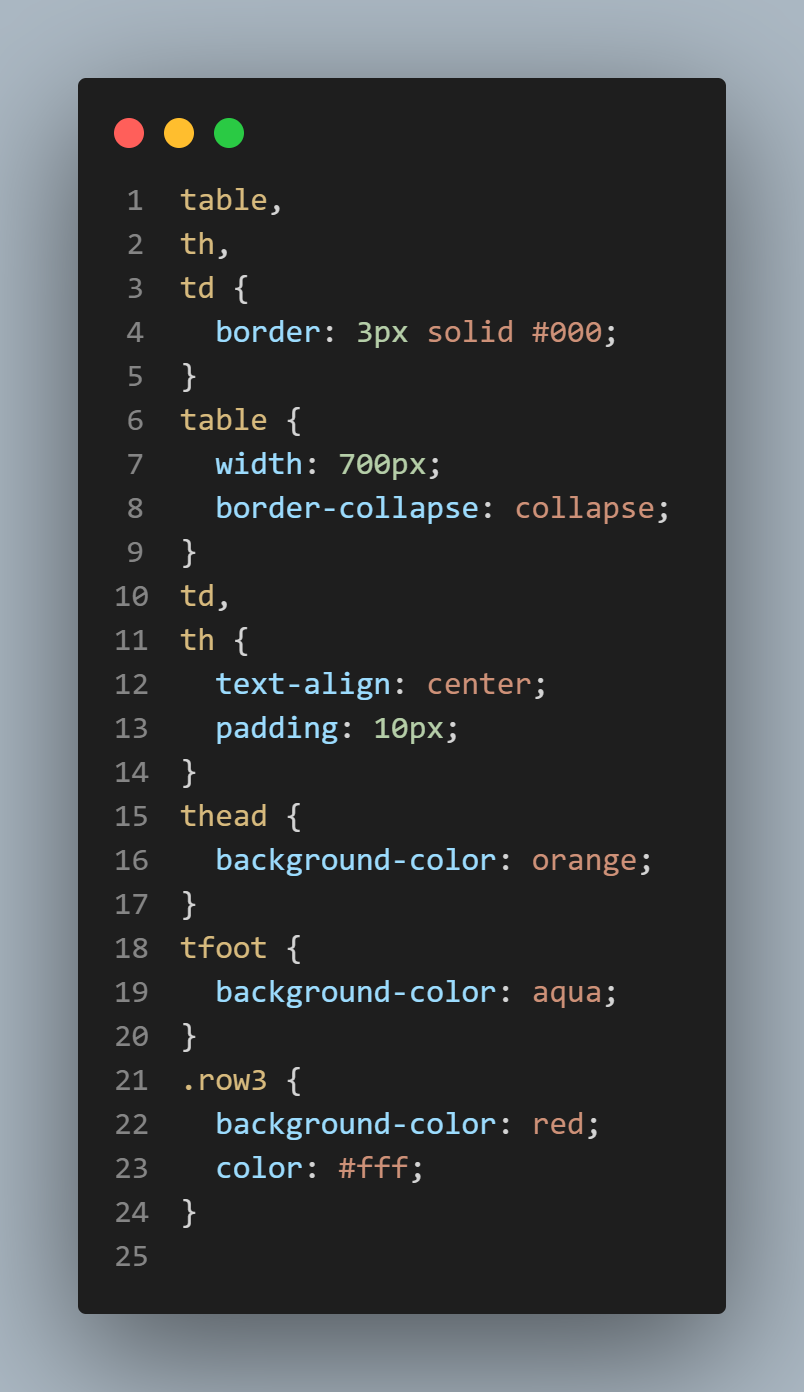 1 table,
2 th,
3 td {
4   border: 3px solid #000;
5 }
6 table {
7   width: 700px;
8   border-collapse: collapse;
9 }
10 td,
11 th {
12   text-align: center;
13   padding: 10px;
14 }
15 thead {
16   background-color: orange;
17 }
18 tfoot {
19   background-color: aqua;
20 }
21 .row3 {
22   background-color: red;
23   color: #fff;
24 }
25